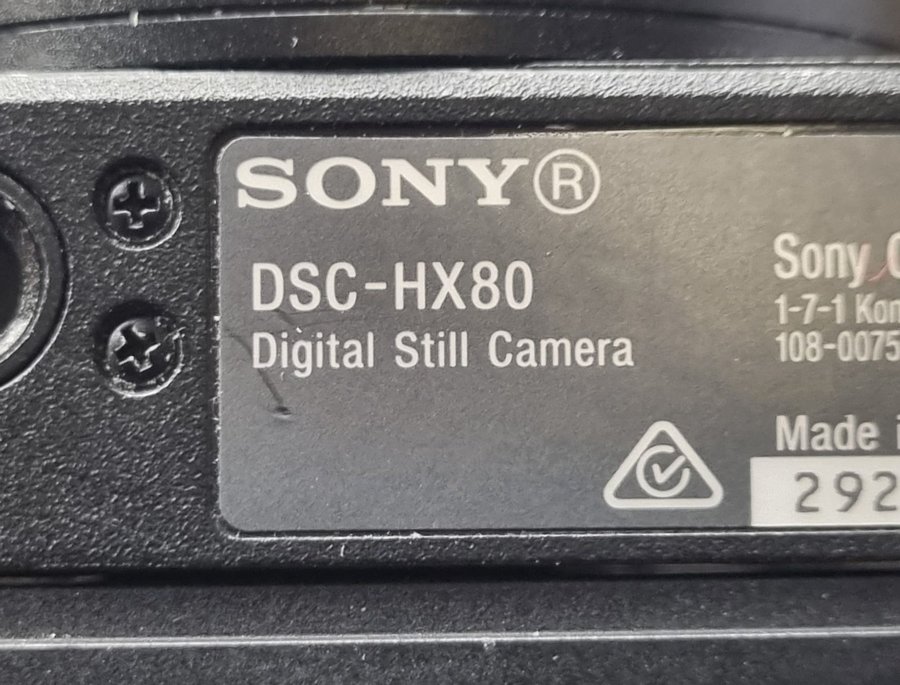 SONY®
DSC-HX80
Digital Still Camera
Sony
1-7-1
108-0075
Made
292